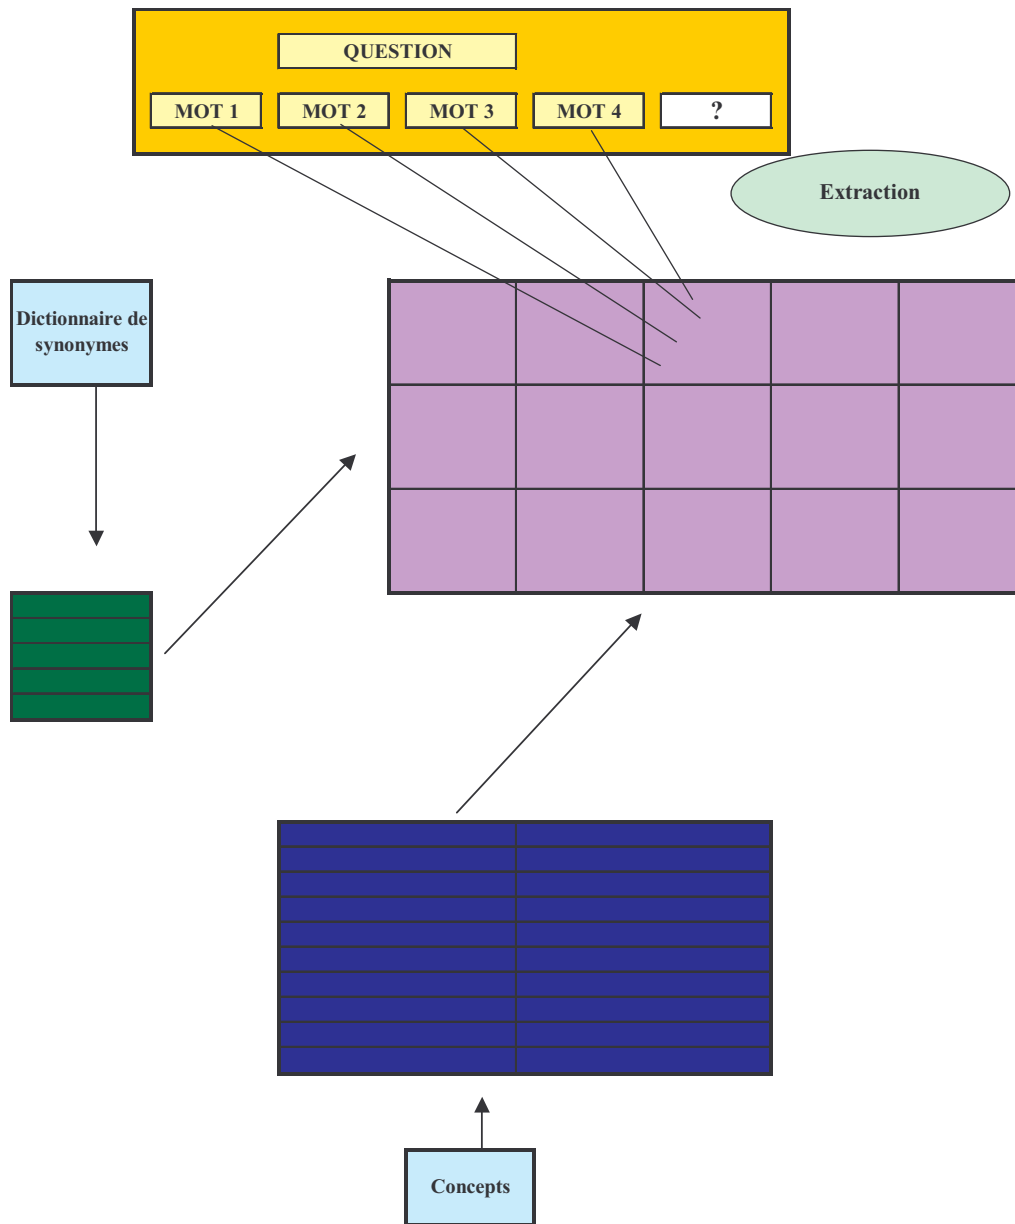 QUESTION
MOT 1 MOT 2 MOT 3 MOT 4 ?
Extraction
Dictionnaire de
synonymes
Concepts